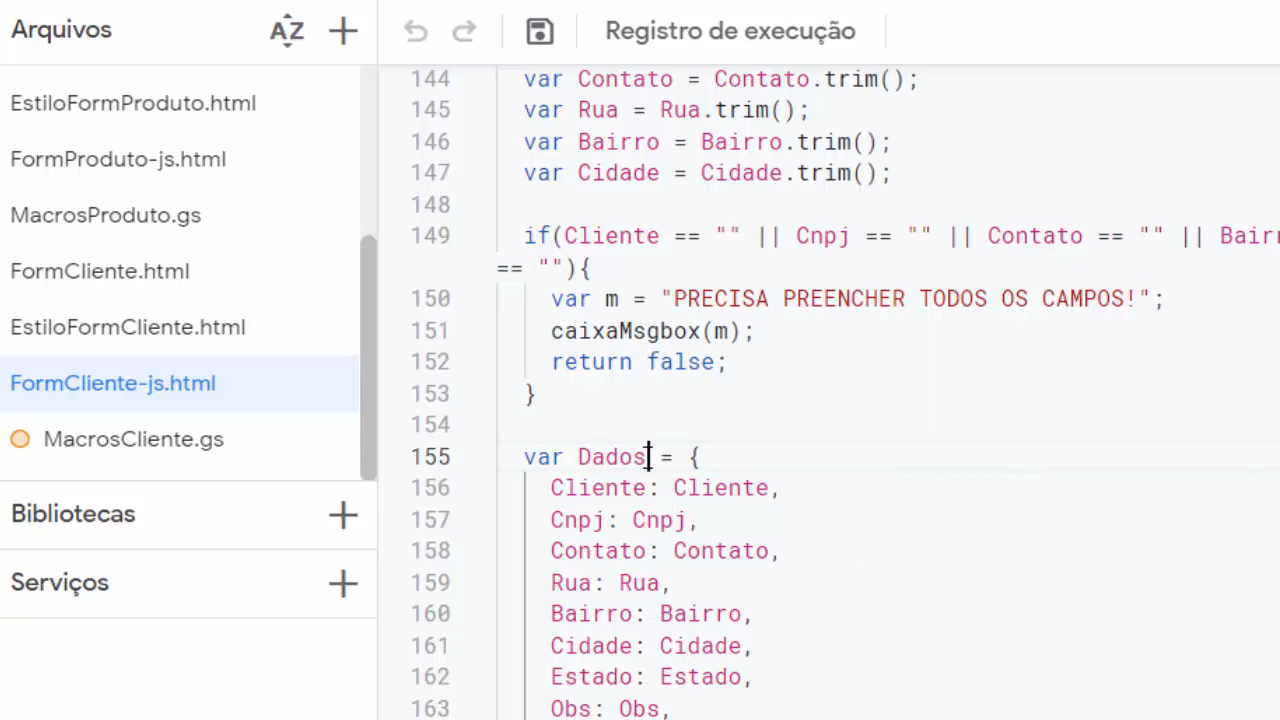 Arquivos
AZ
Registro de execução
EstiloFormProduto.html
FormProduto-js.html
MacrosProduto.gs
FormCliente.html
EstiloFormCliente.html
FormCliente-js.html
MacrosCliente.gs
Bibliotecas
Serviços
144 var Contato = Contato.trim();
145 var Rua = Rua.trim();
146 var Bairro = Bairro.trim();
147 var Cidade = Cidade.trim();
148
149 if(Cliente == "" || Cnpj == "" || Contato == "" || Bairr
== ""){
150 var m = "PRECISA PREENCHER TODOS OS CAMPOS!";
151 caixaMsgbox(m);
152 return false;
153 }
154
155 var Dados = {
156 Cliente: Cliente,
157 Cnpj: Cnpj,
158 Contato: Contato,
159 Rua: Rua,
160 Bairro: Bairro,
161 Cidade: Cidade,
162 Estado: Estado,
163 Obs: Obs,